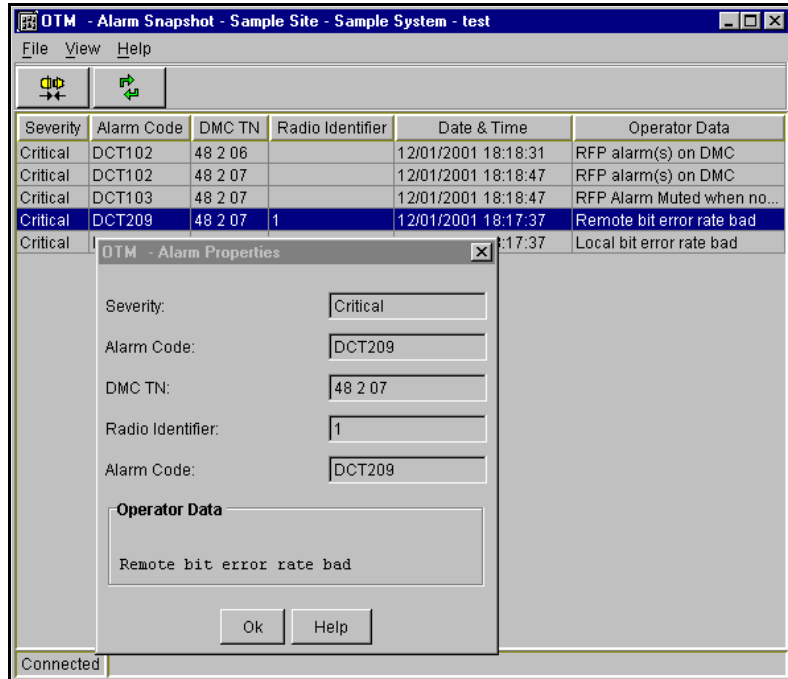 OTM - Alarm Snapshot - Sample Site - Sample System - test
File View Help
Severity Alarm Code DMC TN Radio Identifier Date & Time Operator Data
Critical DCT102 48 2 06 12/01/2001 18:18:31 RFP alarm(s) on DMC
Critical DCT102 48 2 07 12/01/2001 18:18:47 RFP alarm(s) on DMC
Critical DCT103 48 2 07 12/01/2001 18:18:47 RFP Alarm Muted when no...
Critical DCT209 48 2 07 1 12/01/2001 18:17:37 Remote bit error rate bad
Critical :17:37 Local bit error rate bad
OTM - Alarm Properties
Severity: Critical
Alarm Code: DCT209
DMC TN: 48 2 07
Radio Identifier: 1
Alarm Code: DCT209
Operator Data
Remote bit error rate bad
Ok Help
Connected